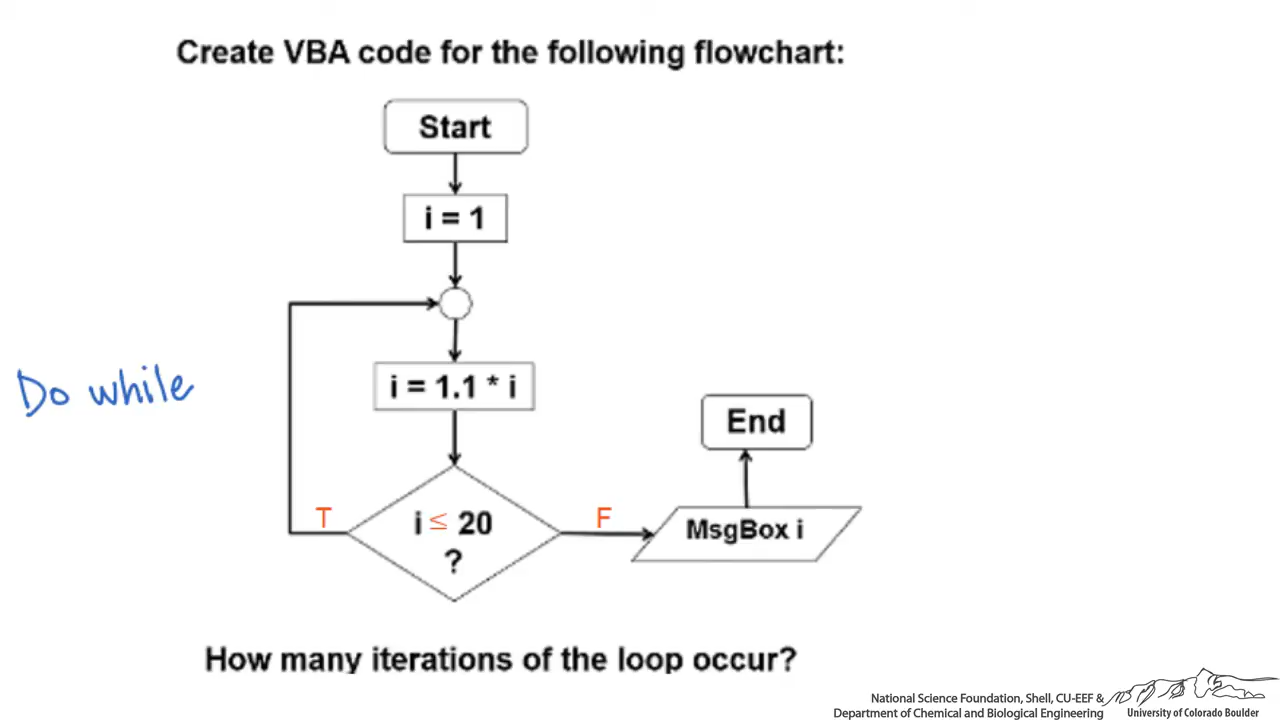 Create VBA code for the following flowchart:
Start
i = 1
i = 1.1 * i
Do while
End
T
i ≤ 20
?
F
MsgBox i
How many iterations of the loop occur?
National Science Foundation, Shell, CU-EEF &
Department of Chemical and Biological Engineering
University of Colorado Boulder